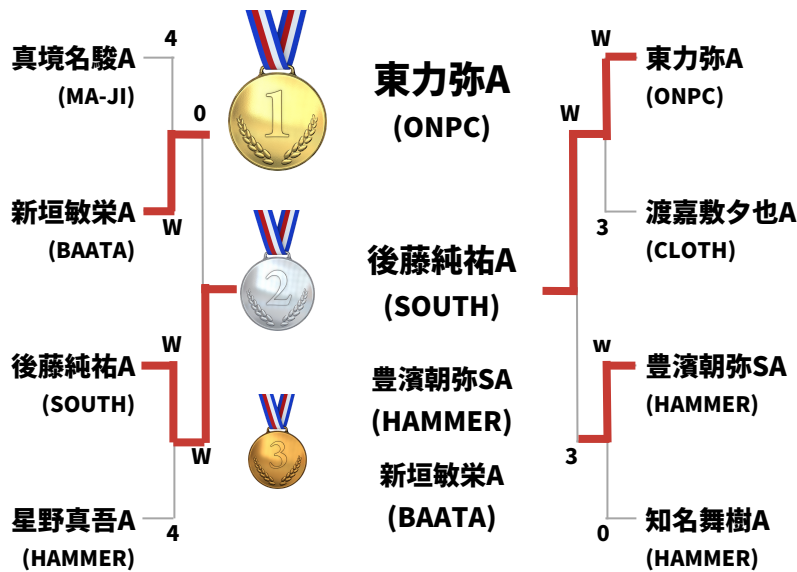 4
真境名駿A
(MA-JI)
0
新垣敏栄A
(BAATA)
W
W
後藤純祐A
(SOUTH)
W
星野真吾A
(HAMMER)
4
1
東力弥A
(ONPC)
2
後藤純祐A
(SOUTH)
3
豊濱朝弥SA
(HAMMER)
新垣敏栄A
(BAATA)
W
東力弥A
(ONPC)
W
渡嘉敷夕也A
(CLOTH)
3
W
豊濱朝弥SA
(HAMMER)
3
知名舞樹A
(HAMMER)
0